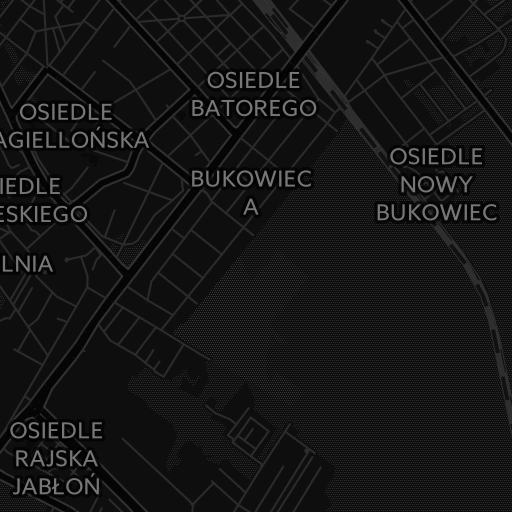 OSIEDLE
BATOREGO
OSIEDLE
AGIELLOŃSKA
OSIEDLE
NOWY
BUKOWIEC
BUKOWIEC
A
IEDLE
ESKIEGO
LNIA
OSIEDLE
RAJSKA
JABŁOŃ